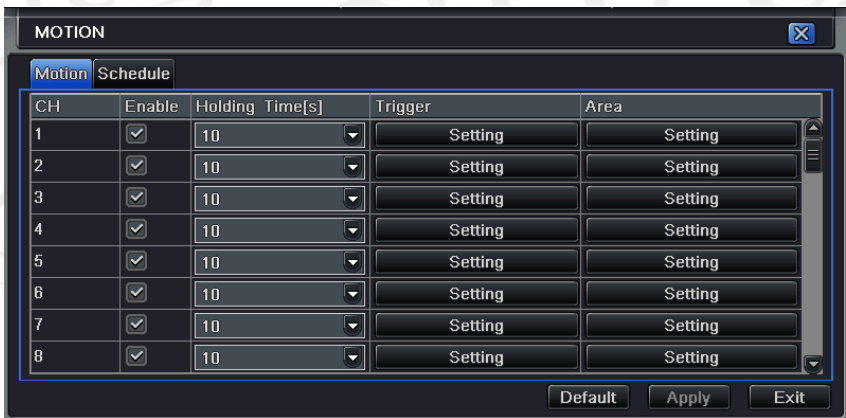 MOTION
Motion Schedule
CH Enable Holding Time[s] Trigger Area
1 10 Setting Setting
2 10 Setting Setting
3 10 Setting Setting
4 10 Setting Setting
5 10 Setting Setting
6 10 Setting Setting
7 10 Setting Setting
8 10 Setting Setting
Default Apply Exit